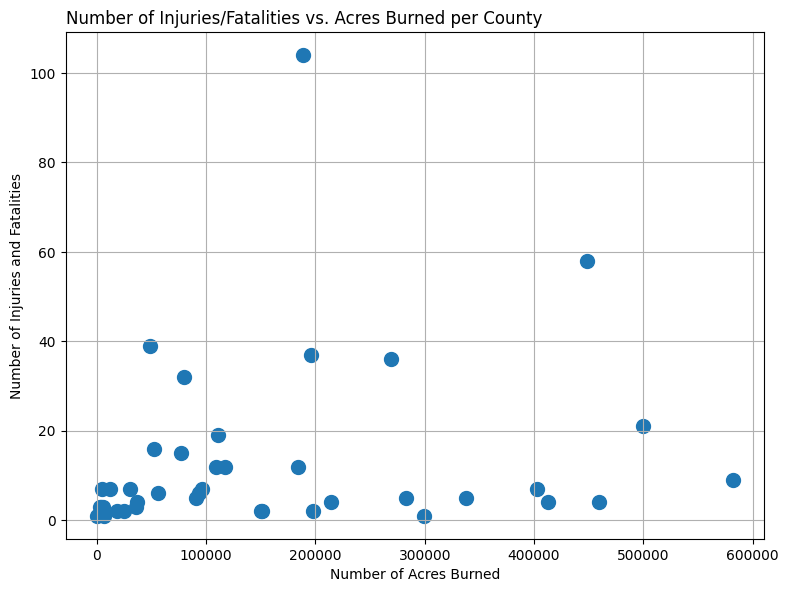 Number of Injuries/Fatalities vs. Acres Burned per County
Number of Injuries and Fatalities
100
80
60
40
20
0
0 100000 200000 300000 400000 500000 600000
Number of Acres Burned